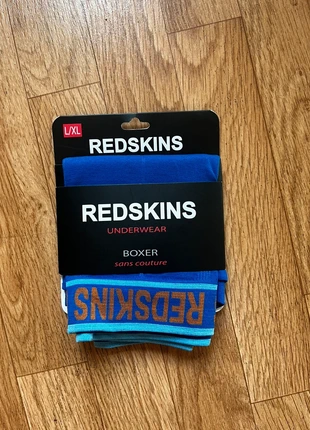 L/XL
REDSKINS
REDSKINS
UNDERWEAR
BOXER
sans couture
REDSKINS